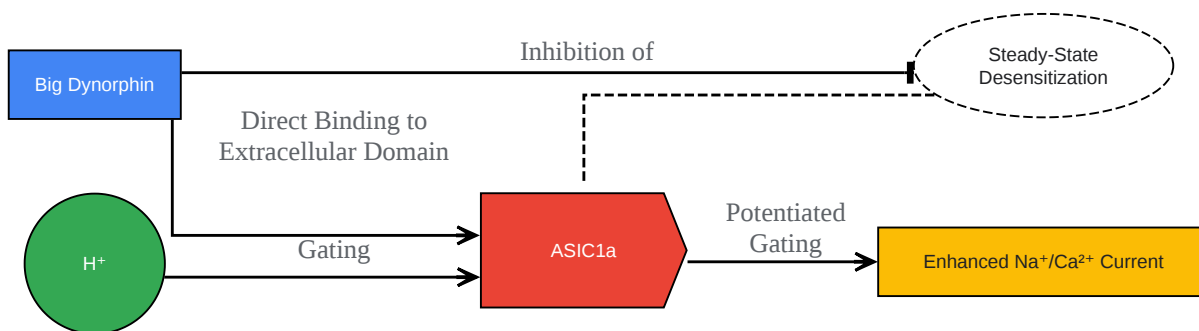 Inhibition of
Steady-State
Desensitization
Big Dynorphin
Direct Binding to
Extracellular Domain
H⁺
Gating
ASIC1a
Potentiated
Gating
Enhanced Na⁺/Ca²⁺ Current